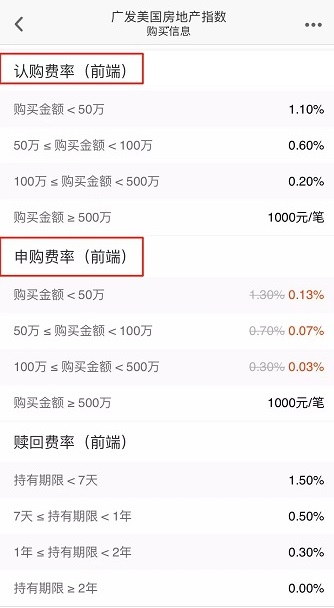 广发美国房地产指数
购买信息
认购费率（前端）
购买金额 < 50万 1.10%
50万 ≤ 购买金额 < 100万 0.60%
100万 ≤ 购买金额 < 500万 0.20%
购买金额 ≥ 500万 1000元/笔
申购费率（前端）
购买金额 < 50万 1.30% 0.13%
50万 ≤ 购买金额 < 100万 0.70% 0.07%
100万 ≤ 购买金额 < 500万 0.30% 0.03%
购买金额 ≥ 500万 1000元/笔
赎回费率（前端）
持有期限 < 7天 1.50%
7天 ≤ 持有期限 < 1年 0.50%
1年 ≤ 持有期限 < 2年 0.30%
持有期限 ≥ 2年 0.00%